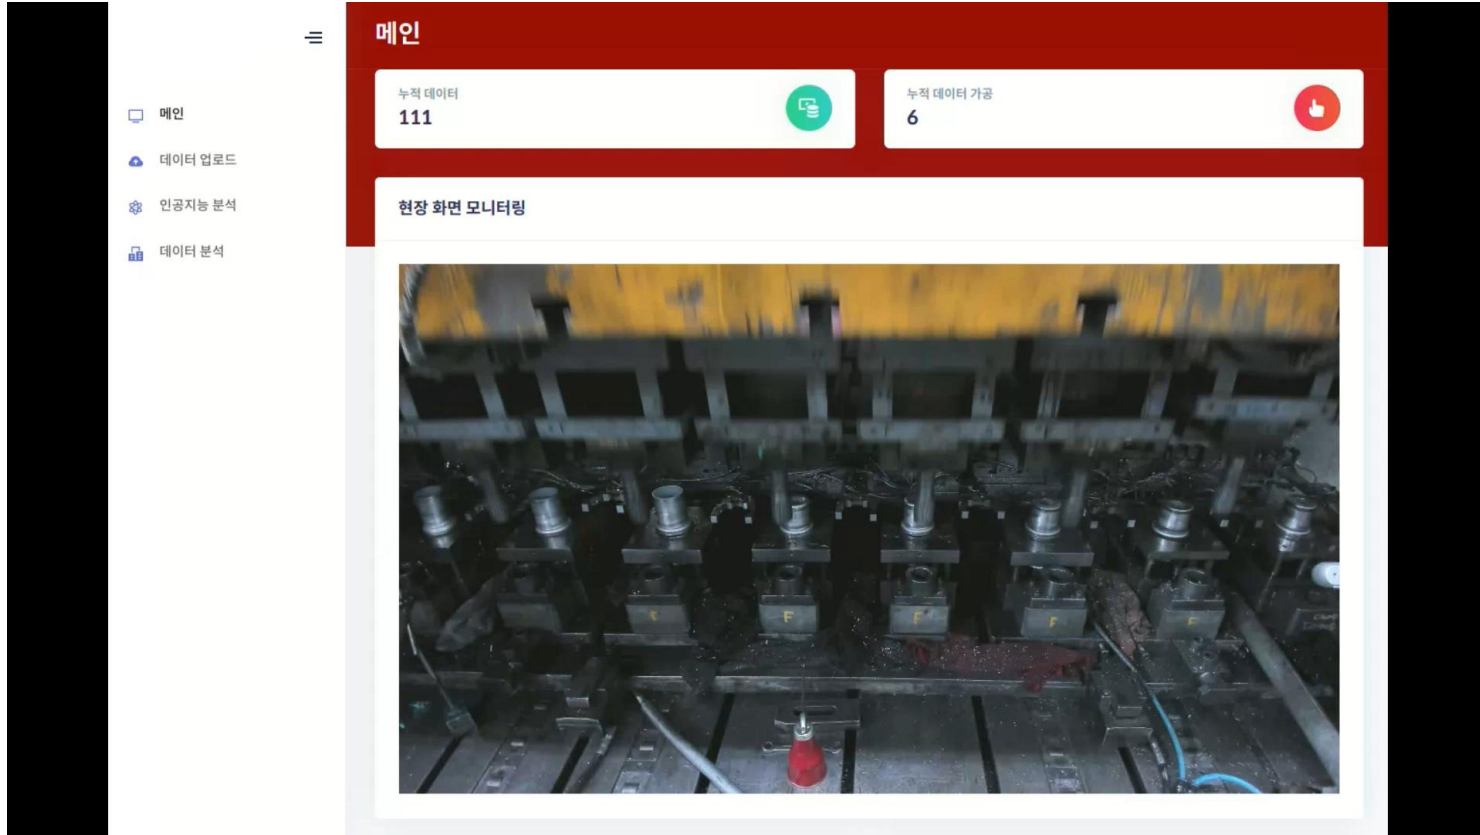 메인
메인
데이터 업로드
인공지능 분석
데이터 분석
누적 데이터
111
누적 데이터 가공
6
현장 화면 모니터링
F
F
F
F
F